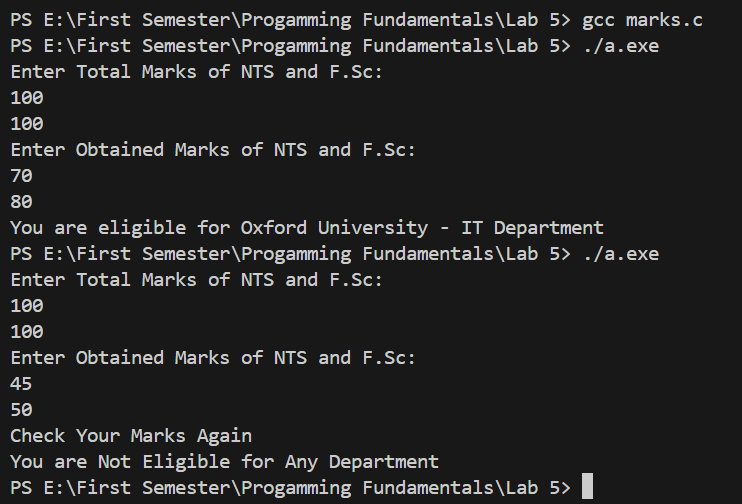 PS E:\First Semester\Progamming Fundamentals\Lab 5> gcc marks.c
PS E:\First Semester\Progamming Fundamentals\Lab 5> ./a.exe
Enter Total Marks of NTS and F.Sc:
100
100
Enter Obtained Marks of NTS and F.Sc:
70
80
You are eligible for Oxford University - IT Department
PS E:\First Semester\Progamming Fundamentals\Lab 5> ./a.exe
Enter Total Marks of NTS and F.Sc:
100
100
Enter Obtained Marks of NTS and F.Sc:
45
50
Check Your Marks Again
You are Not Eligible for Any Department
PS E:\First Semester\Progamming Fundamentals\Lab 5>